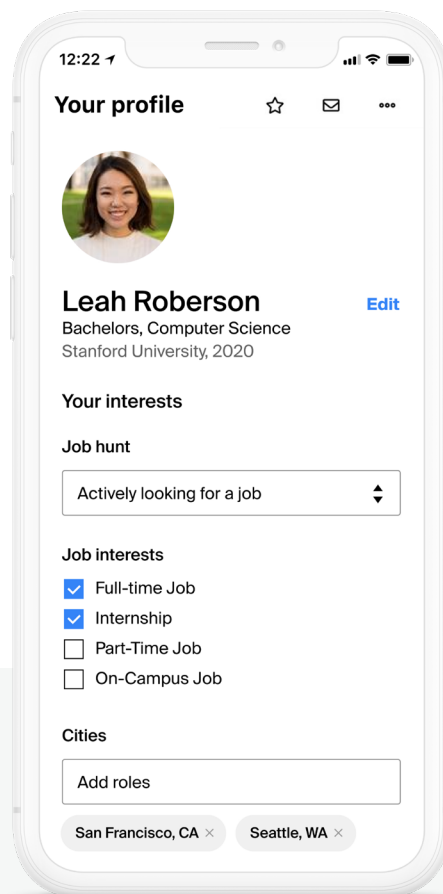 12:22
Your profile
Leah Roberson
Edit
Bachelors, Computer Science
Stanford University, 2020
Your interests
Job hunt
Actively looking for a job
Job interests
Full-time Job
Internship
Part-Time Job
On-Campus Job
Cities
Add roles
San Francisco, CA ×
Seattle, WA ×